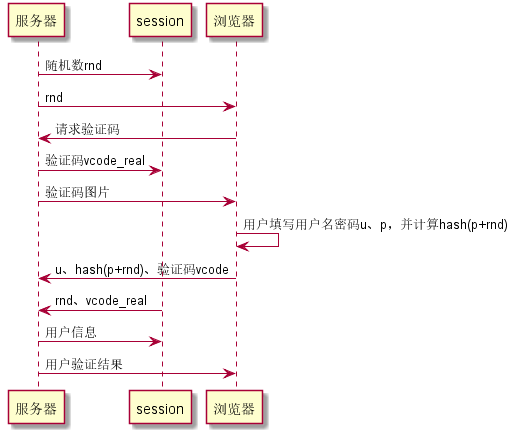 服务器 session 浏览器
随机数rnd
rnd
请求验证码
验证码vcode_real
验证码图片
用户填写用户名密码u、p，并计算hash(p+rnd)
u、hash(p+rnd)、验证码vcode
rnd、vcode_real
用户信息
用户验证结果
服务器 session 浏览器